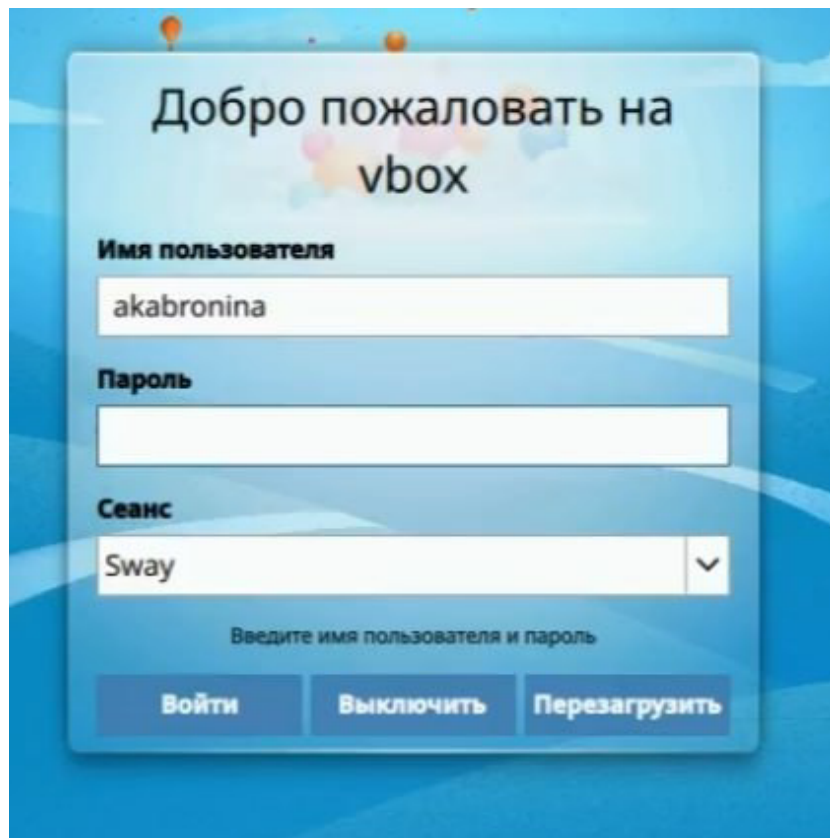 Добро пожаловать на
vbox
Имя пользователя
akabronina
Пароль
Сеанс
Sway
Введите имя пользователя и пароль
Войти Выключить Перезагрузить